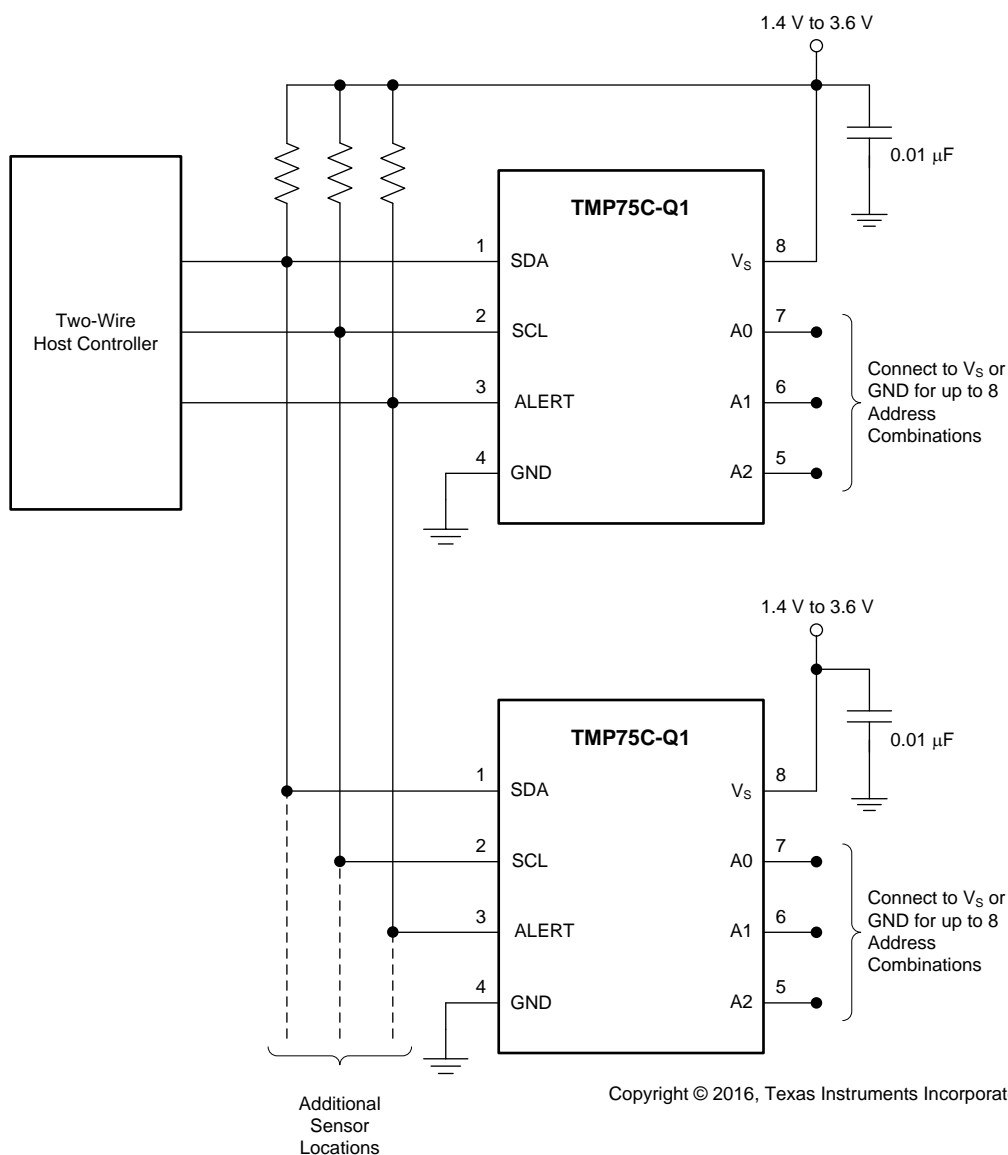 1.4 V to 3.6 V
0.01 μF
Two-Wire
Host Controller
TMP75C-Q1
1
SDA
2
SCL
3
ALERT
4
GND
8
VS
7
A0
6
A1
5
A2
Connect to VS or
GND for up to 8
Address
Combinations
1.4 V to 3.6 V
0.01 μF
TMP75C-Q1
1
SDA
2
SCL
3
ALERT
4
GND
8
VS
7
A0
6
A1
5
A2
Connect to VS or
GND for up to 8
Address
Combinations
Additional
Sensor
Locations
Copyright © 2016, Texas Instruments Incorporat